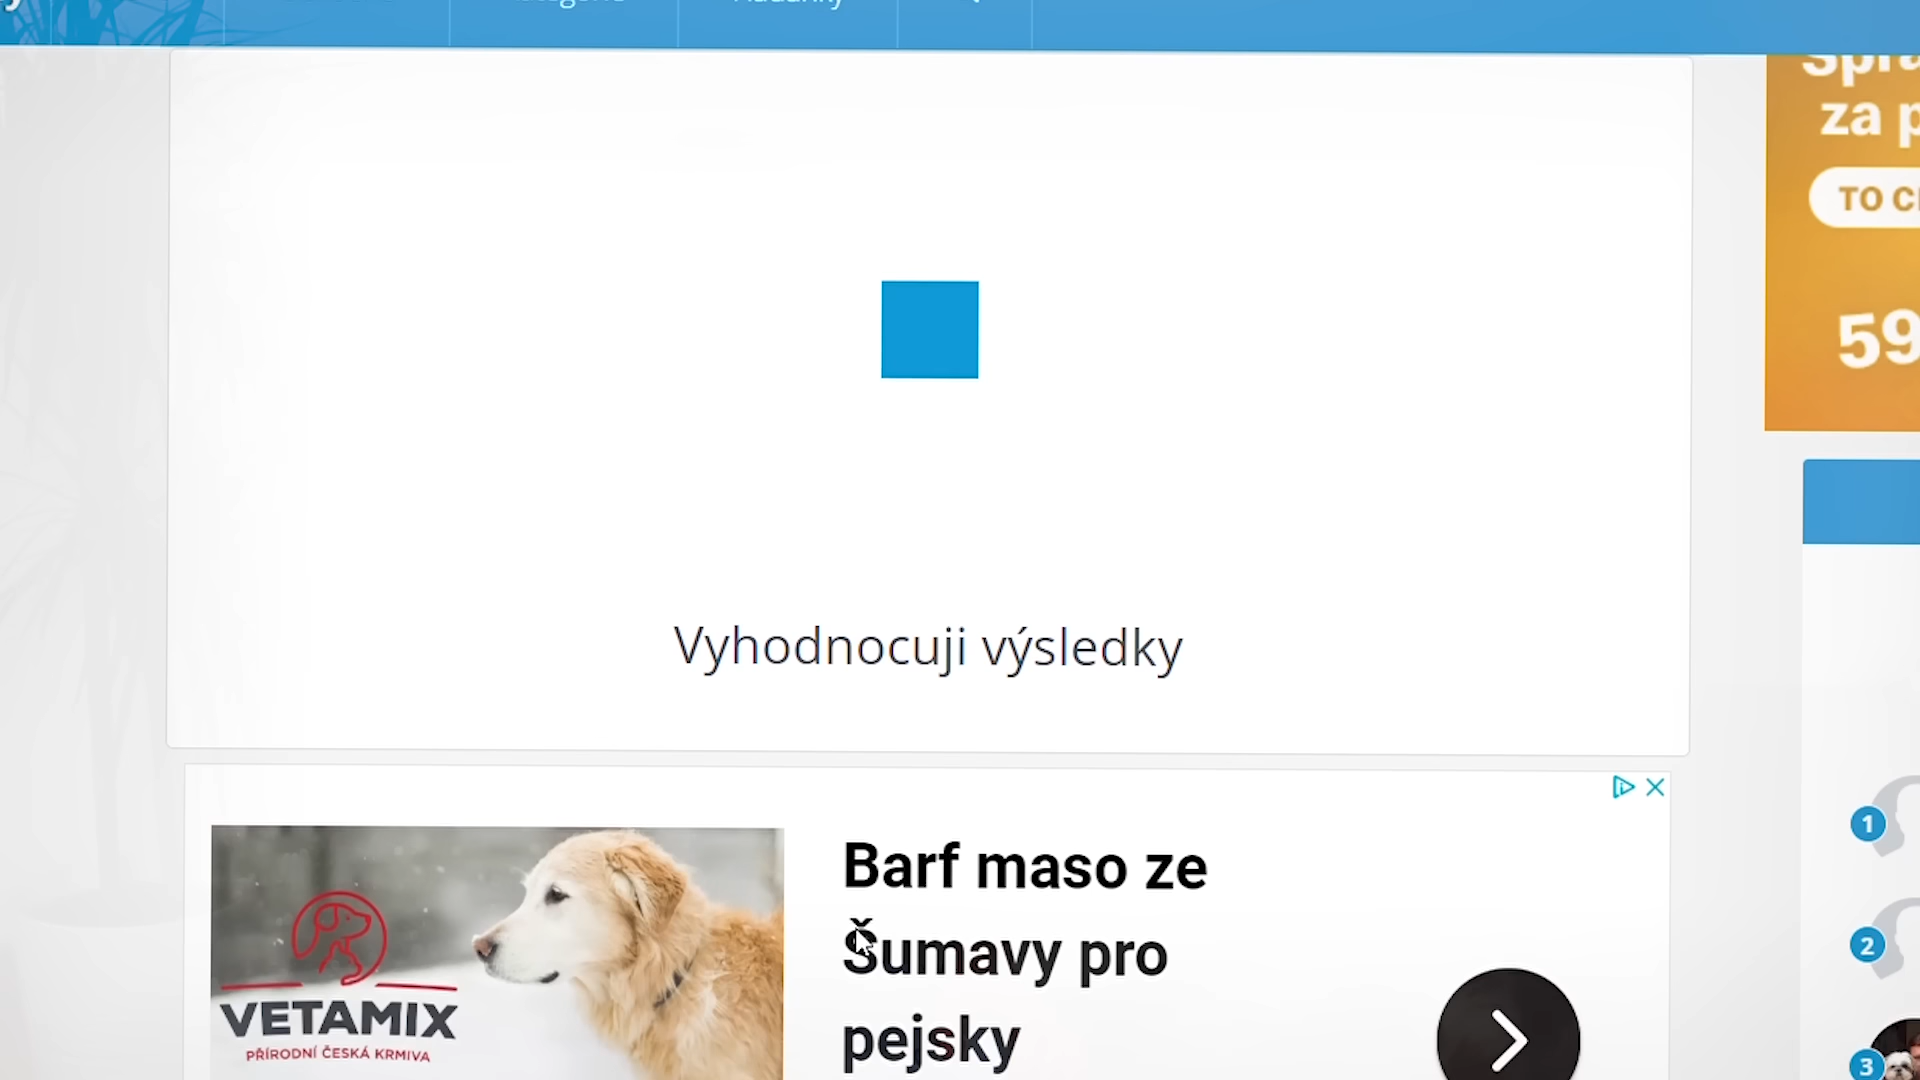 za
TO
59
Vyhodnocuji výsledky
1
2
3
Barf maso ze
Šumavy pro
pejsky
VETAMIX
PŘÍRODNÍ ČESKÁ KRMIVA